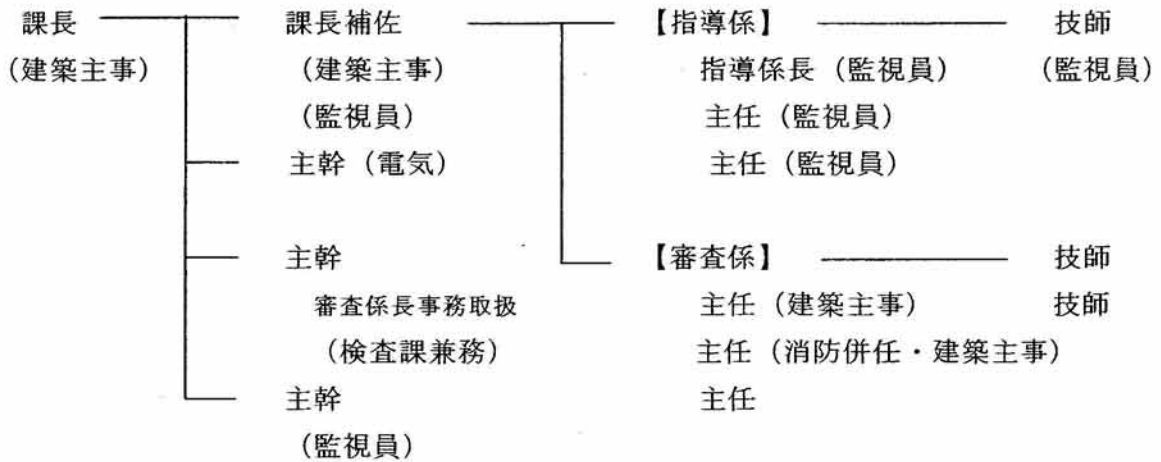 課長 課長補佐 【指導係】 技師
(建築主事) (建築主事) 指導係長(監視員) (監視員)
(監視員) 主任(監視員)
主幹(電気) 主任(監視員)
主幹 【審査係】 技師
審査係長事務取扱 主任(建築主事) 技師
(検査課兼務) 主任(消防併任・建築主事)
主幹 主任
(監視員)